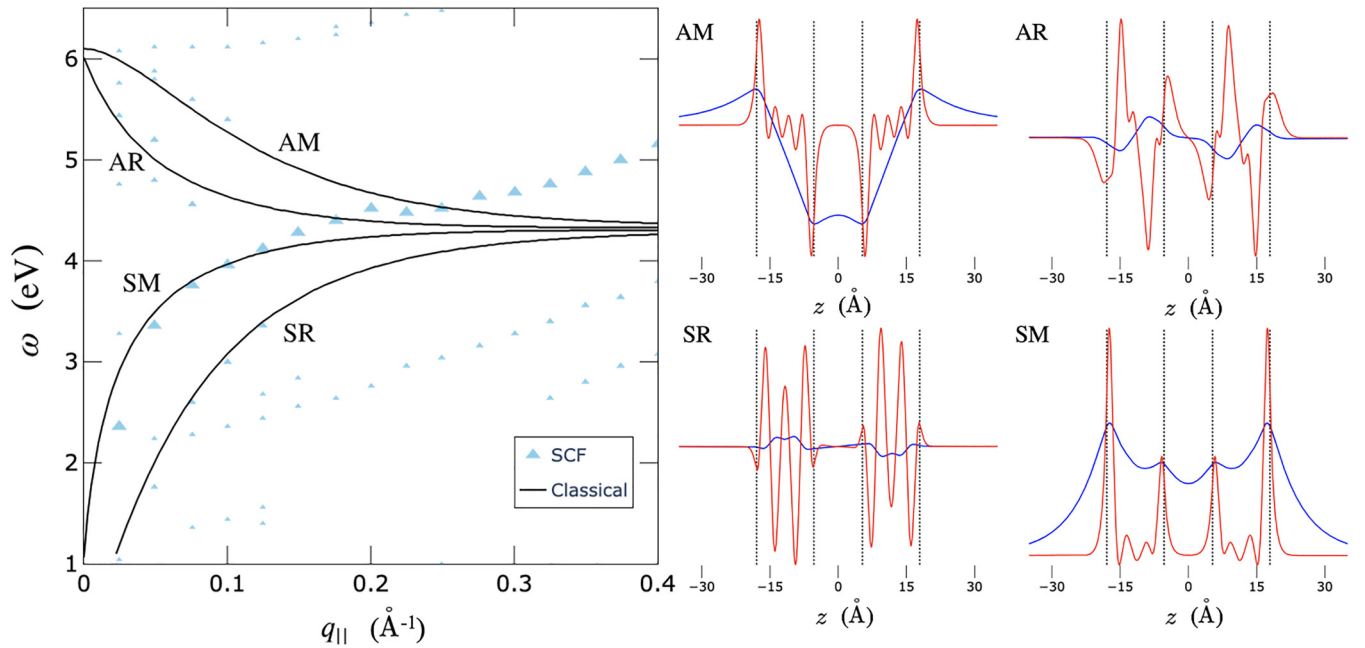 6
5
4
3
2
1
ω (eV)
AM
AR
SM
SR
SCF
Classical
0 0.1 0.2 0.3 0.4
q|| (Å-1)
AM
-30 -15 0 15 30
z (Å)
AR
-30 -15 0 15 30
z (Å)
SR
-30 -15 0 15 30
z (Å)
SM
-30 -15 0 15 30
z (Å)